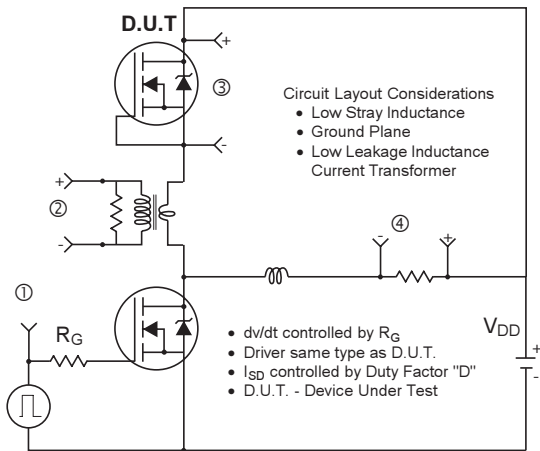 D.U.T
+
③
-
Circuit Layout Considerations
• Low Stray Inductance
• Ground Plane
• Low Leakage Inductance
Current Transformer
+
②
-
④
-
+
①
RG
• dv/dt controlled by RG
• Driver same type as D.U.T.
• ISD controlled by Duty Factor "D"
• D.U.T. - Device Under Test
VDD
+
-